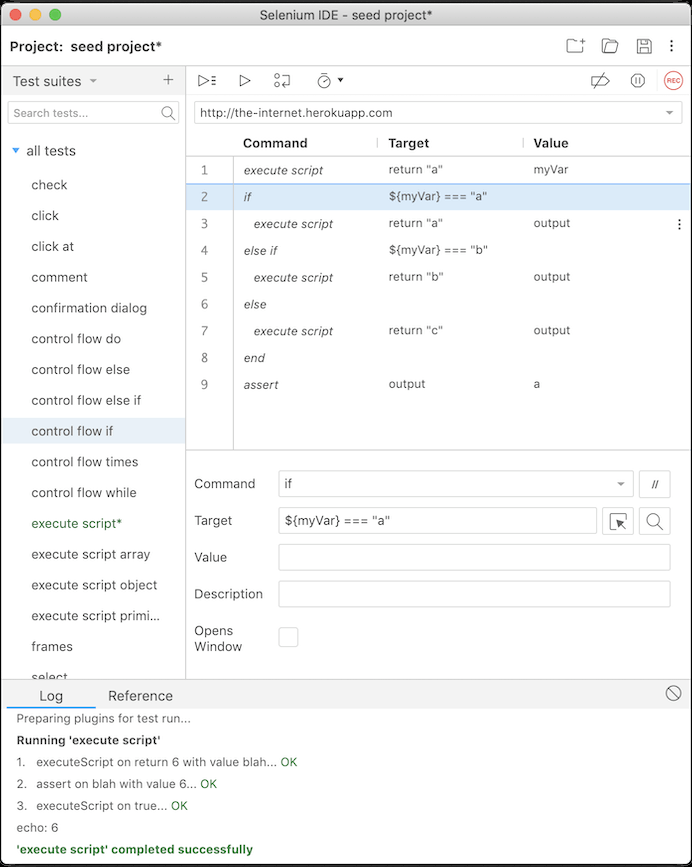 Selenium IDE - seed project*
Project: seed project*
Test suites
REC
Search tests...
http://the-internet.herokuapp.com
Command Target Value
all tests
check
click
click at
comment
confirmation dialog
control flow do
control flow else
control flow else if
control flow if
control flow times
control flow while
execute script*
execute script array
execute script object
execute script primi...
frames
select
1 execute script return "a" myVar
2 if ${myVar} === "a"
3 execute script return "a" output
4 else if ${myVar} === "b"
5 execute script return "b" output
6 else
7 execute script return "c" output
8 end
9 assert output a
Command if //
Target ${myVar} === "a"
Value
Description
Opens
Window
Log Reference
Preparing plugins for test run...
Running 'execute script'
1. executeScript on return 6 with value blah... OK
2. assert on blah with value 6... OK
3. executeScript on true... OK
echo: 6
'execute script' completed successfully